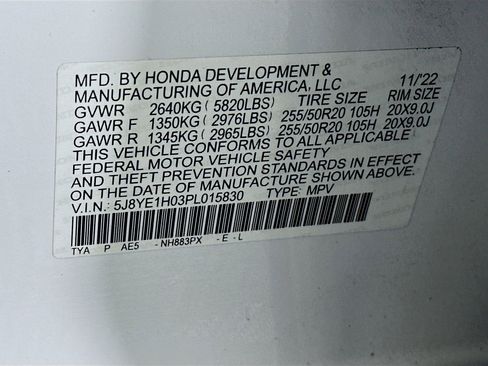 MFD. BY HONDA DEVELOPMENT &
MANUFACTURING OF AMERICA, LLC 11/'22
GVWR 2640KG ( 5820LBS) TIRE SIZE RIM SIZE
GAWR F 1350KG ( 2976LBS) 255/50R20 105H 20X9.0J
GAWR R 1345KG ( 2965LBS) 255/50R20 105H 20X9.0J
THIS VEHICLE CONFORMS TO ALL APPLICABLE
FEDERAL MOTOR VEHICLE SAFETY
AND THEFT PREVENTION STANDARDS IN EFFECT
ON THE DATE OF MANUFACTURE SHOWN ABOVE.
V.I.N.: 5J8YE1H03PL015830 TYPE: MPV
TYA P AE5 -NH883PX -E-L